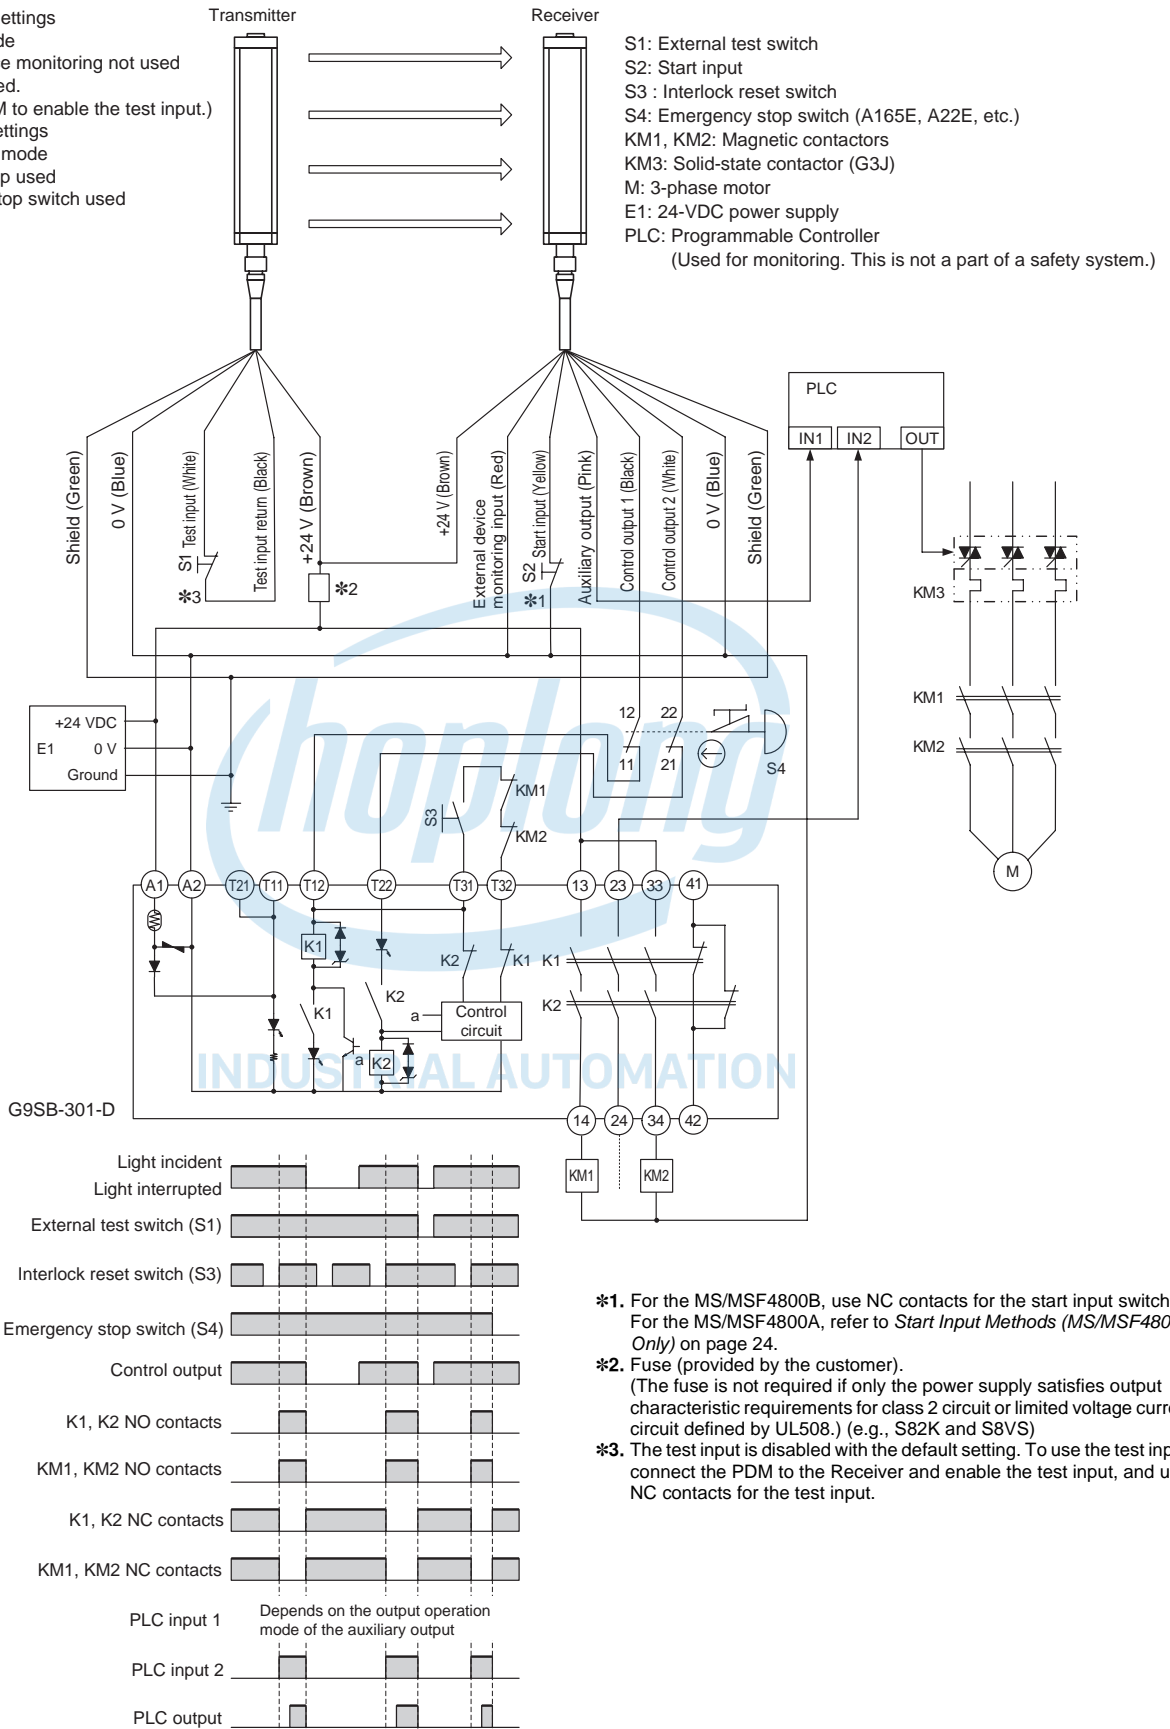 ettings
de
e monitoring not used
ed.
M to enable the test input.)
ettings
mode
p used
top switch used
Transmitter
Receiver
S1: External test switch
S2: Start input
S3 : Interlock reset switch
S4: Emergency stop switch (A165E, A22E, etc.)
KM1, KM2: Magnetic contactors
KM3: Solid-state contactor (G3J)
M: 3-phase motor
E1: 24-VDC power supply
PLC: Programmable Controller
(Used for monitoring. This is not a part of a safety system.)
PLC
IN1
IN2
OUT
Shield (Green)
0 V (Blue)
S1
Test input (White)
✽3
Test input return (Black)
+24 V (Brown)
✽2
+24 V (Brown)
External device
monitoring input (Red)
S2
Start input (Yellow)
✽1
Auxiliary output (Pink)
Control output 1 (Black)
Control output 2 (White)
0 V (Blue)
Shield (Green)
KM3
KM1
KM2
M
+24 VDC
E1 0 V
Ground
12 22
11 21
S4
S3
KM1
KM2
hoplong
INDUSTRIAL AUTOMATION
A1 A2 T21 T11 T12 T22 T31 T32 13 23 33 41
K1
K2
K1
K1
K2
K1
K2
a
Control
circuit
a
K2
G9SB-301-D
14 24 34 42
KM1
KM2
Light incident
Light interrupted
External test switch (S1)
Interlock reset switch (S3)
Emergency stop switch (S4)
Control output
K1, K2 NO contacts
KM1, KM2 NO contacts
K1, K2 NC contacts
KM1, KM2 NC contacts
PLC input 1
Depends on the output operation
mode of the auxiliary output
PLC input 2
PLC output
✽1. For the MS/MSF4800B, use NC contacts for the start input switch
For the MS/MSF4800A, refer to Start Input Methods (MS/MSF480
Only) on page 24.
✽2. Fuse (provided by the customer).
(The fuse is not required if only the power supply satisfies output
characteristic requirements for class 2 circuit or limited voltage curre
circuit defined by UL508.) (e.g., S82K and S8VS)
✽3. The test input is disabled with the default setting. To use the test inp
connect the PDM to the Receiver and enable the test input, and u
NC contacts for the test input.